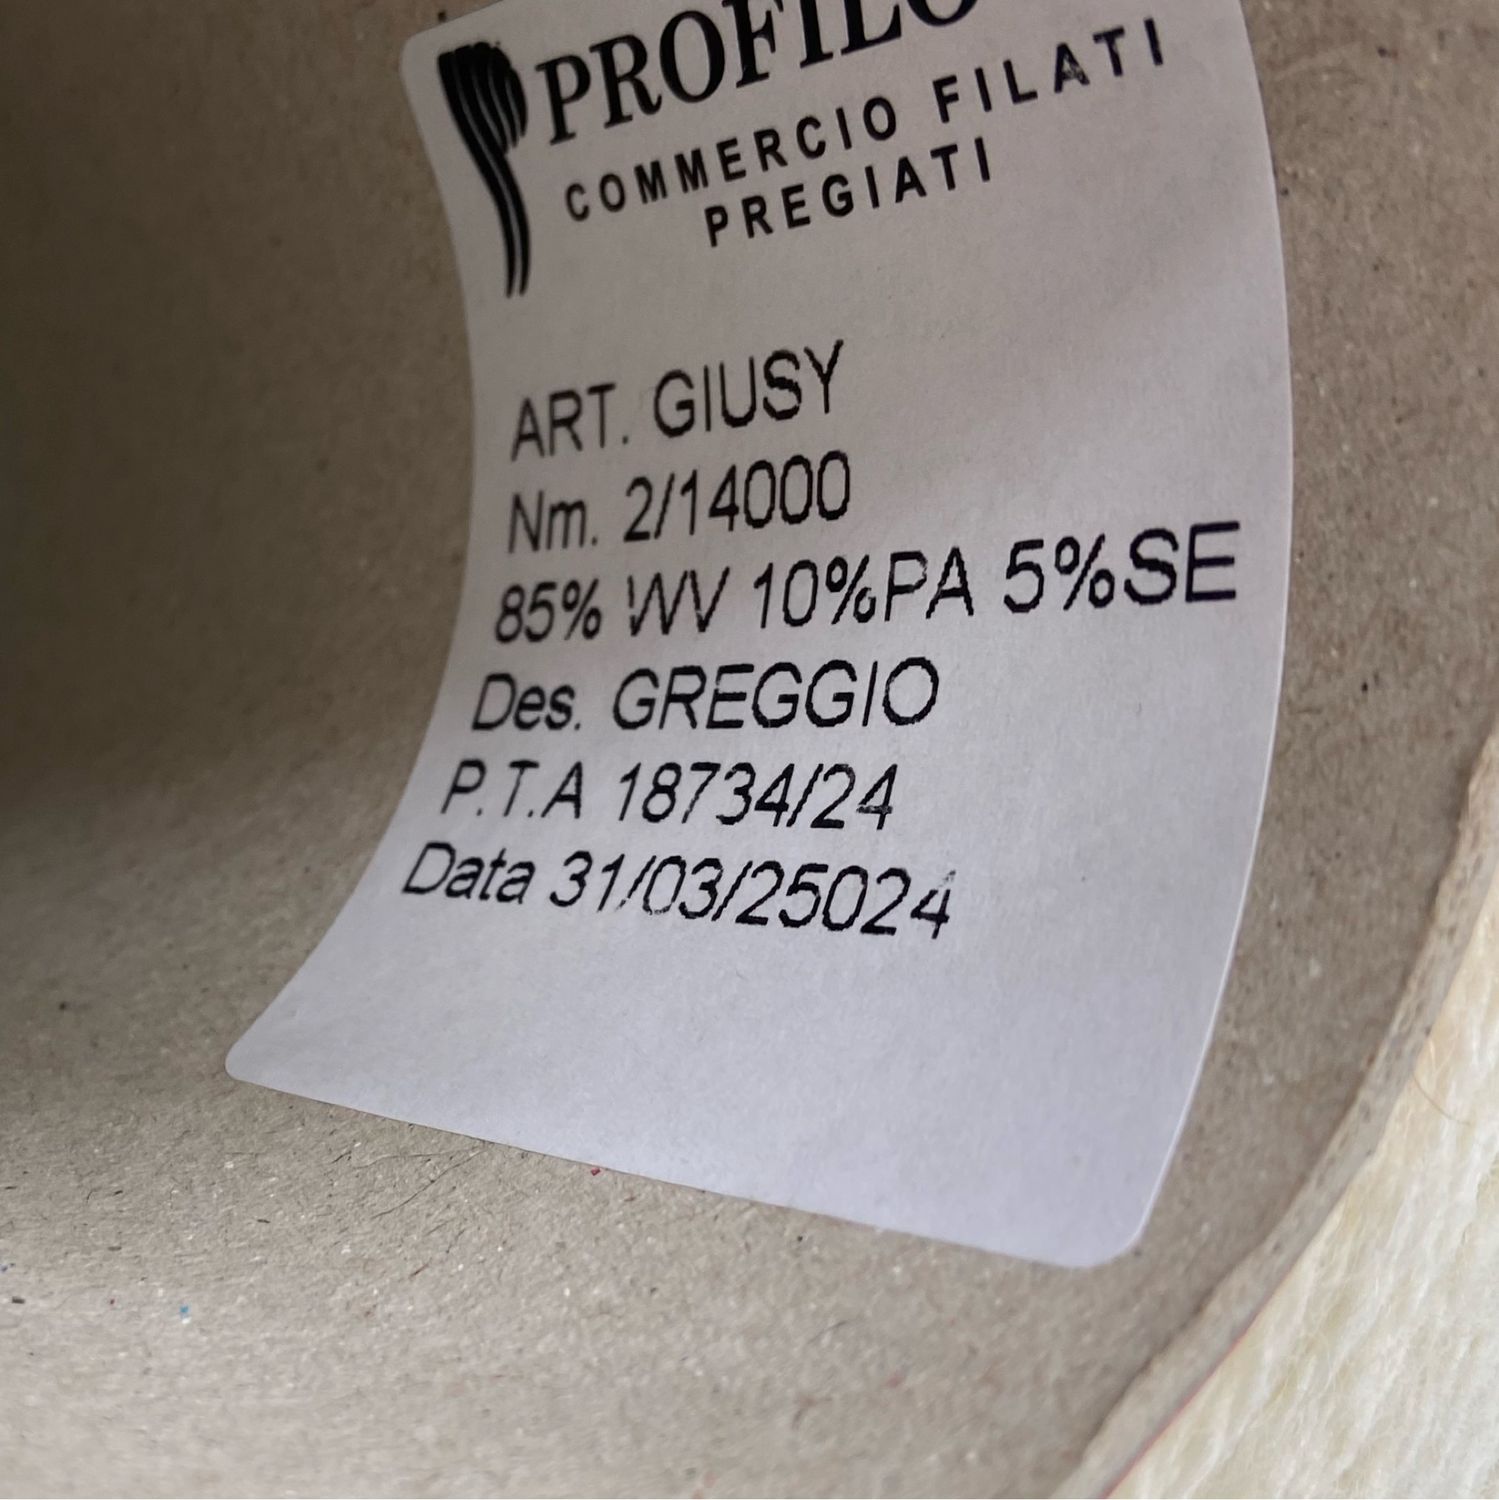 PROFILO
COMMERCIO FILATI
PREGIATI
ART. GIUSY
Nm. 2/14000
85% WV 10%PA 5%SE
Des. GREGGIO
P.T.A 18734/24
Data 31/03/25024